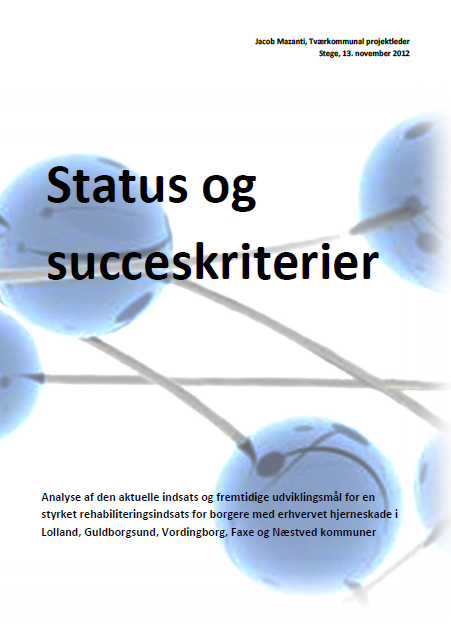 Jacob Mazanti, Tværkommunal projektleder
Stege, 13. november 2012
Status og
succeskriterier
Analyse af den aktuelle indsats og fremtidige udviklingsmål for en
styrket rehabiliteringsindsats for borgere med erhvervet hjerneskade i
Lolland, Guldborgsund, Vordingborg, Faxe og Næstved kommuner